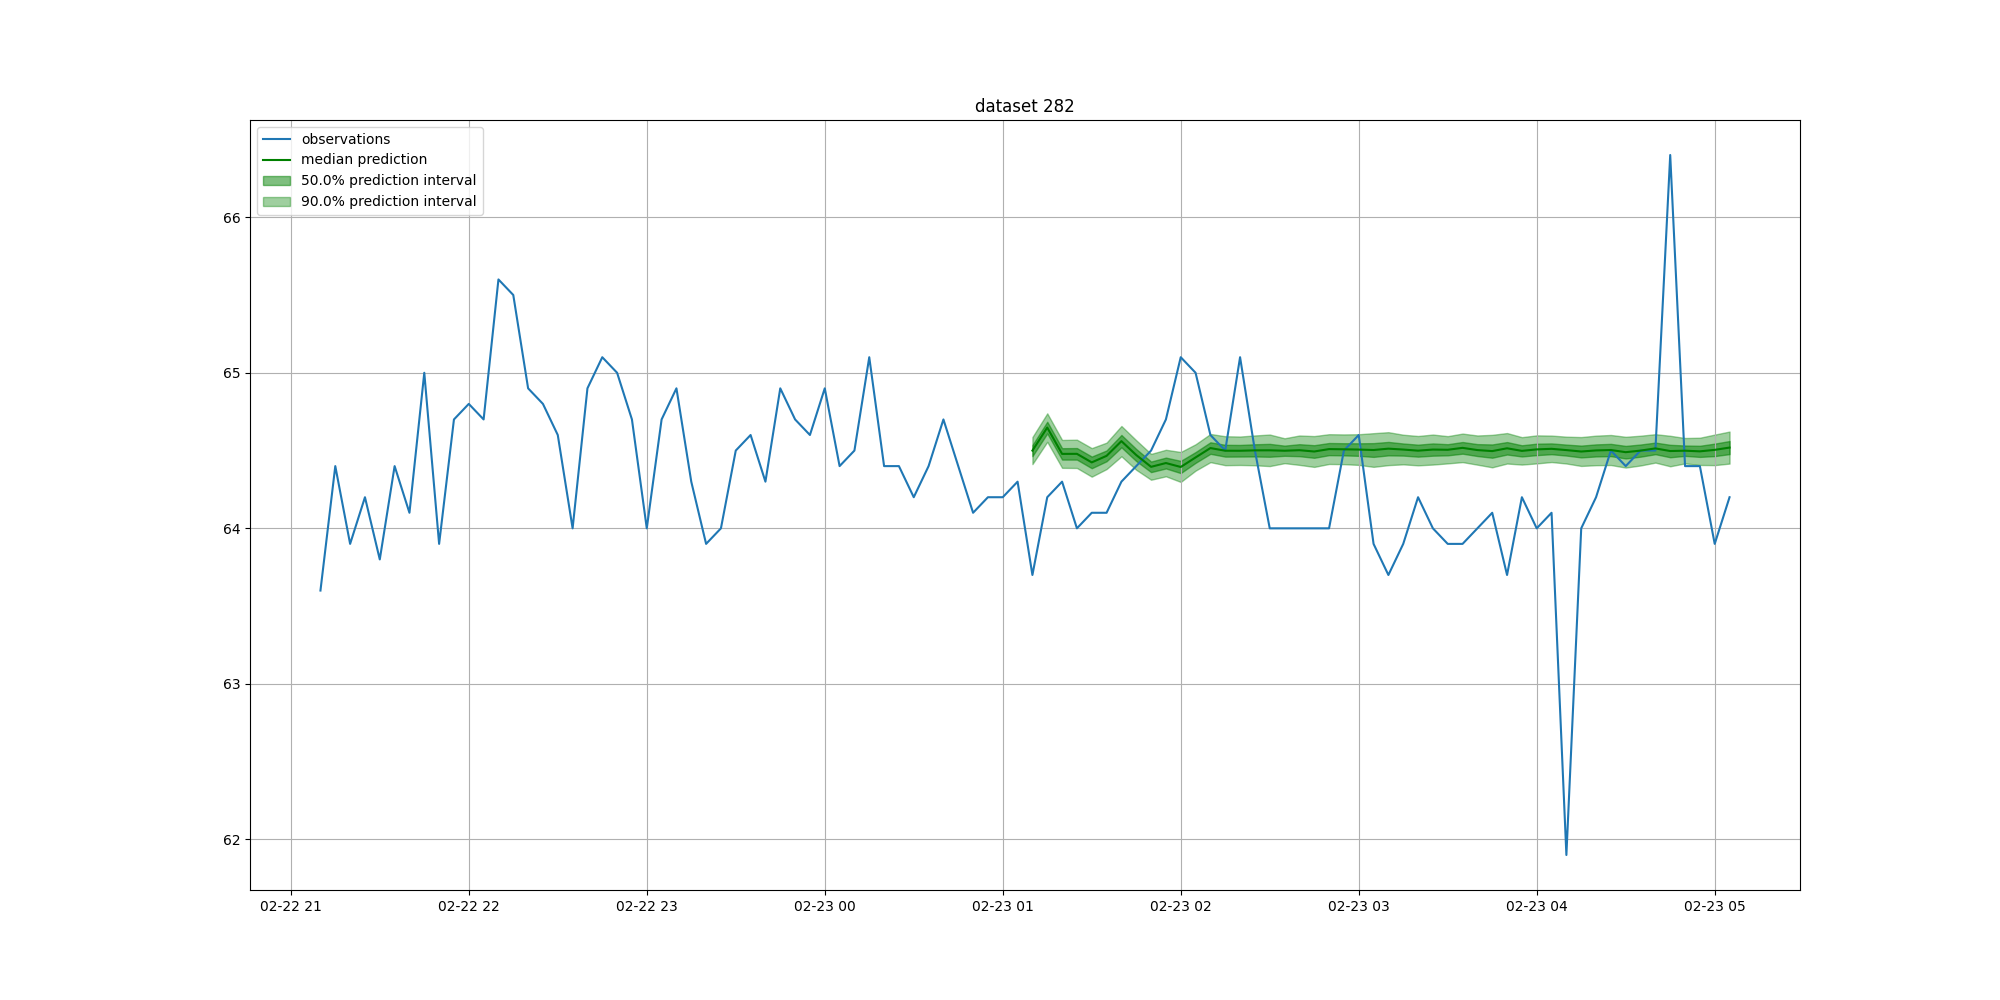 dataset 282
observations
median prediction
50.0% prediction interval
90.0% prediction interval
66
65
64
63
62
02-22 21
02-22 22
02-22 23
02-23 00
02-23 01
02-23 02
02-23 03
02-23 04
02-23 05